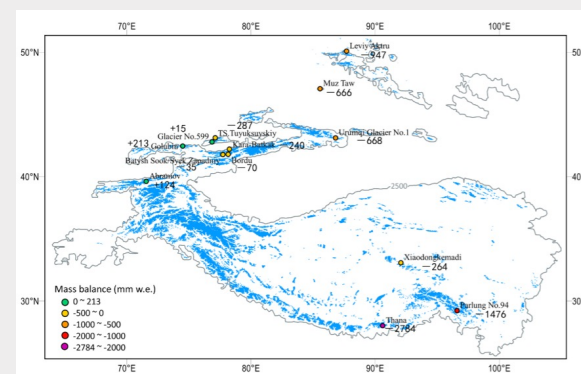 70°E 80°E 90°E 100°E
50°N 50°N
Leviy Aktru
−947
Muz Taw
−666
−287
+15
TS.Tuyuksuyskiy
Glacier No.599
+213 Golubin
Kara-Batkak −240
Urumqi Glacier No.1
−668
Batysh Sook/Syek Zapadniy
Bordu
−35
−70
40°N 40°N
Abramov
+124
2500
Xiaodongkemadi
−264
Mass balance (mm w.e.)
0 ~ 213
-500 ~ 0
-1000 ~ -500
-2000 ~ -1000
-2784 ~ -2000
30°N 30°N
Parlung No.94
−1476
Thana
−2784
70°E 80°E 90°E 100°E